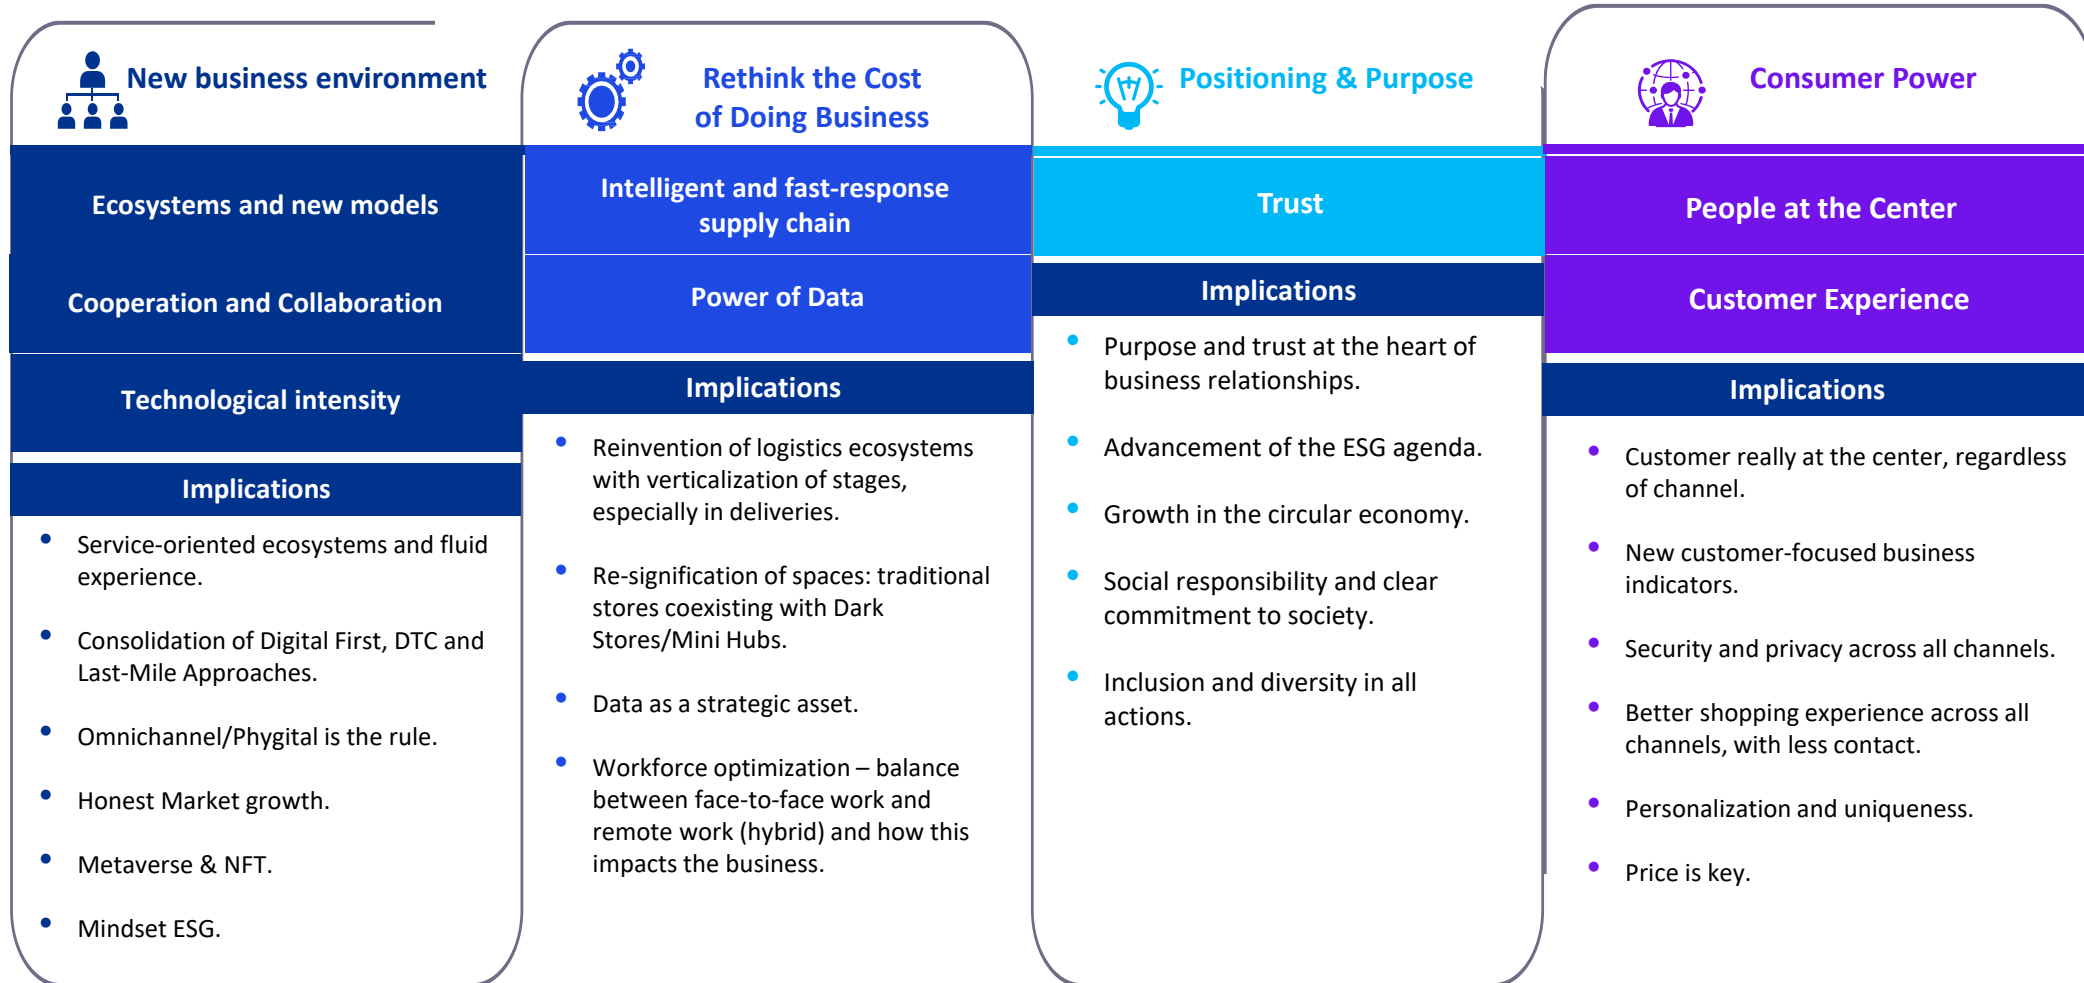 New business environment
Ecosystems and new models
Cooperation and Collaboration
Technological intensity
Implications
• Service-oriented ecosystems and fluid
experience.
• Consolidation of Digital First, DTC and
Last-Mile Approaches.
• Omnichannel/Phygital is the rule.
• Honest Market growth.
• Metaverse & NFT.
• Mindset ESG.
Rethink the Cost
of Doing Business
Intelligent and fast-response
supply chain
Power of Data
Implications
• Reinvention of logistics ecosystems
with verticalization of stages,
especially in deliveries.
• Re-signification of spaces: traditional
stores coexisting with Dark
Stores/Mini Hubs.
• Data as a strategic asset.
• Workforce optimization – balance
between face-to-face work and
remote work (hybrid) and how this
impacts the business.
Positioning & Purpose
Trust
Implications
• Purpose and trust at the heart of
business relationships.
• Advancement of the ESG agenda.
• Growth in the circular economy.
• Social responsibility and clear
commitment to society.
• Inclusion and diversity in all
actions.
Consumer Power
People at the Center
Customer Experience
Implications
• Customer really at the center, regardless
of channel.
• New customer-focused business
indicators.
• Security and privacy across all channels.
• Better shopping experience across all
channels, with less contact.
• Personalization and uniqueness.
• Price is key.